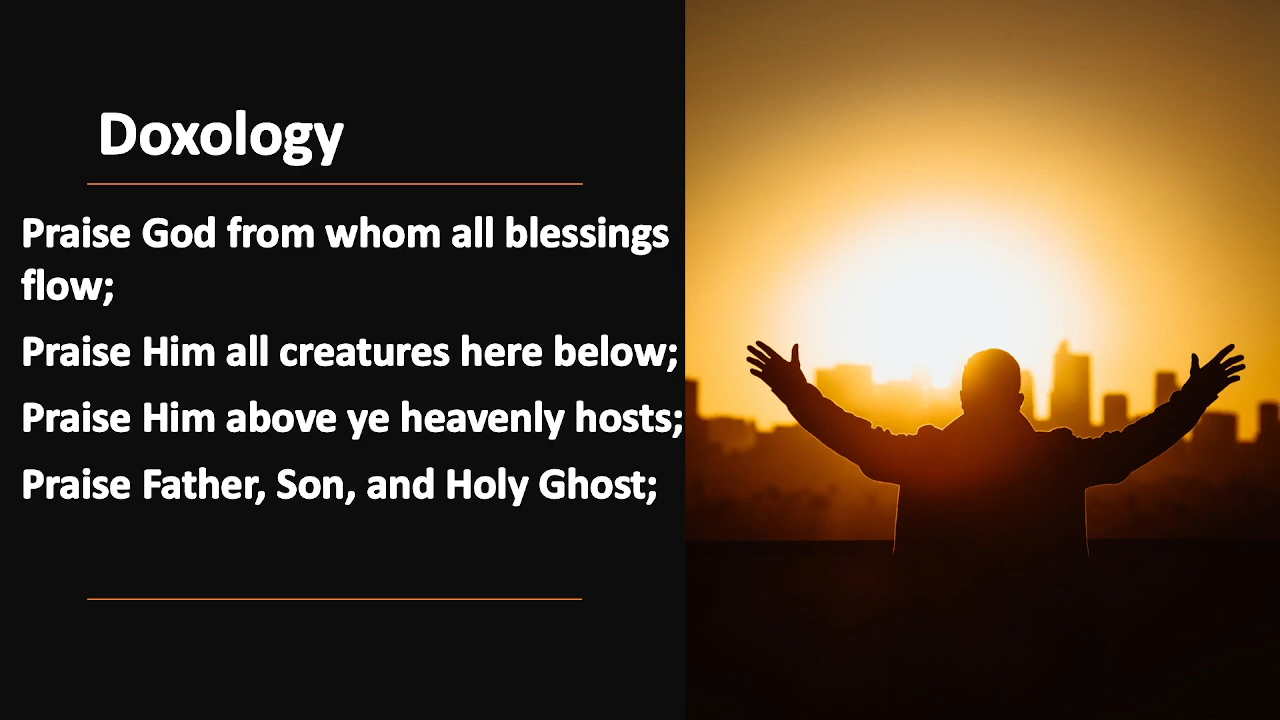 Doxology
Praise God from whom all blessings
flow;
Praise Him all creatures here below;
Praise Him above ye heavenly hosts;
Praise Father, Son, and Holy Ghost;